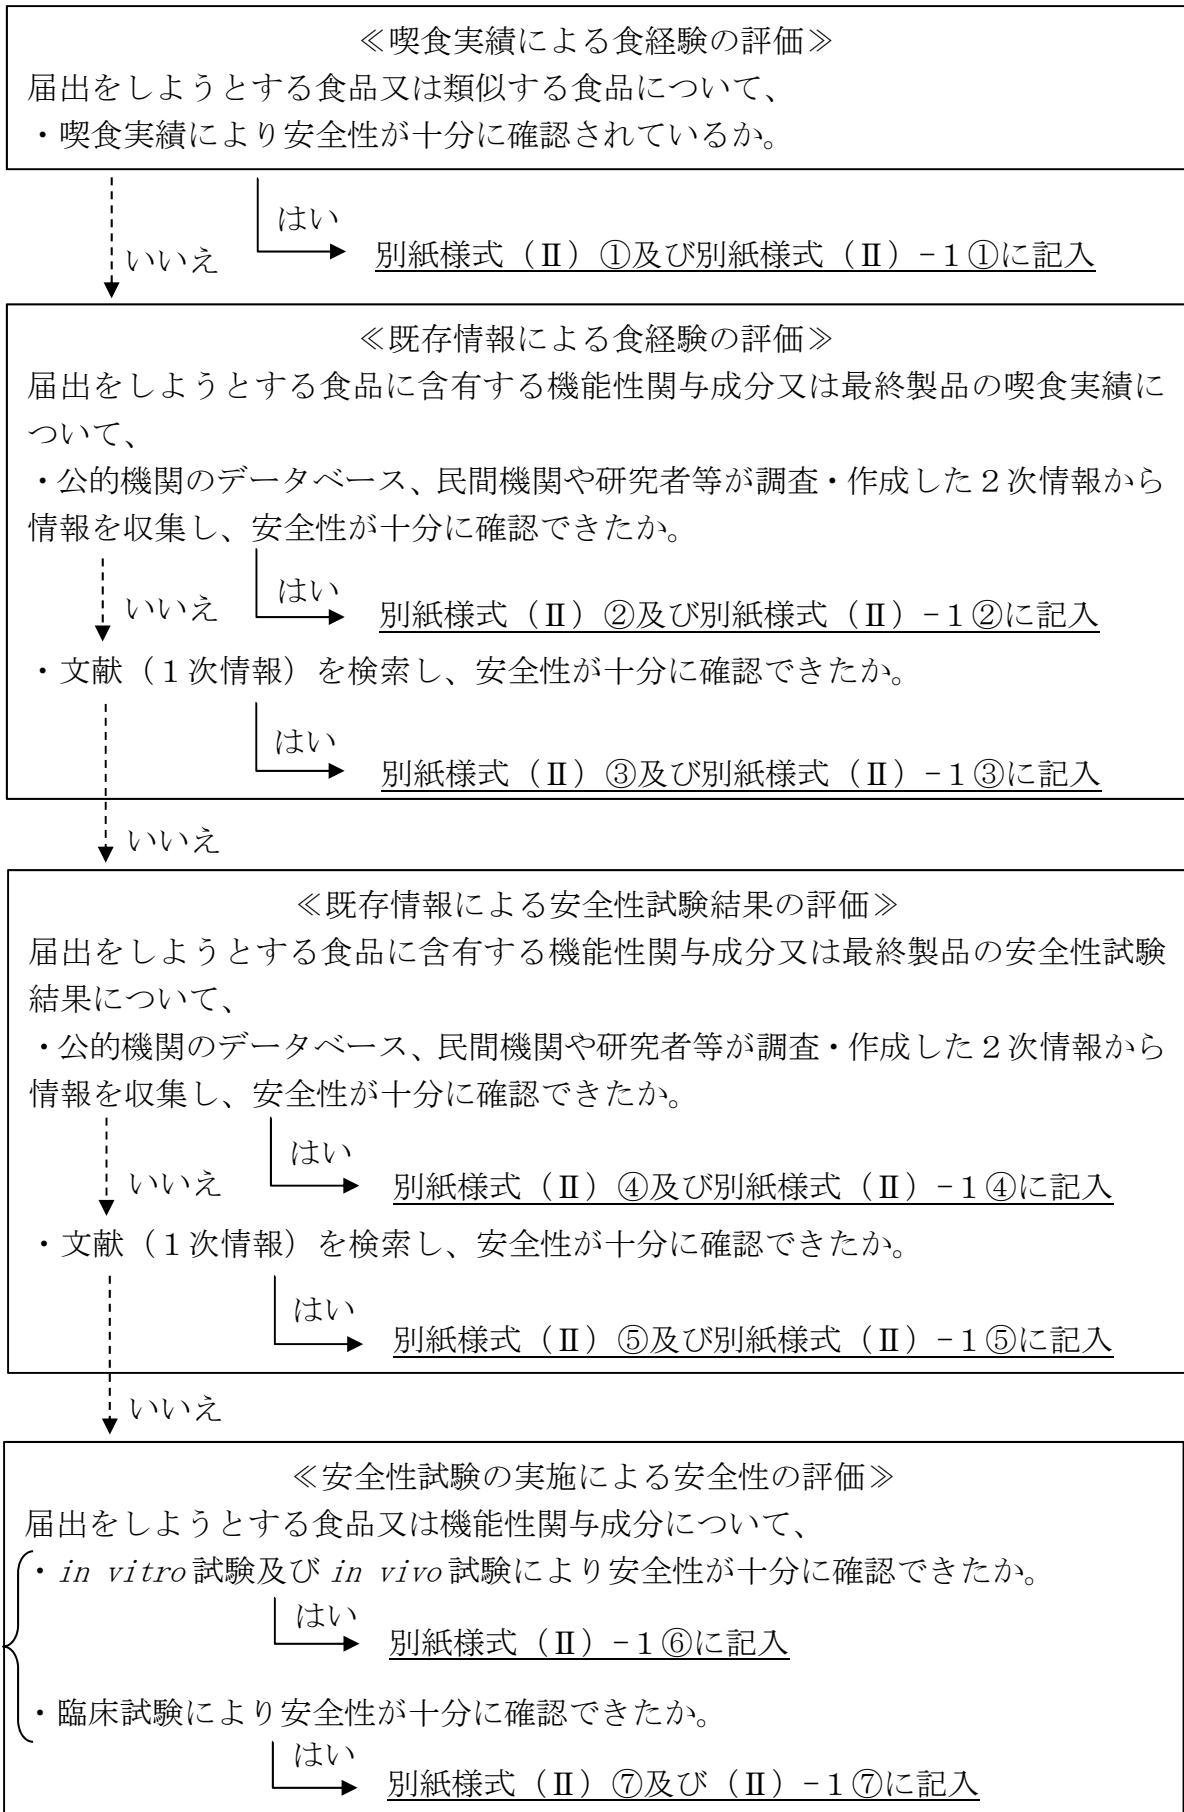 ≪喫食実績による食経験の評価≫
届出をしようとする食品又は類似する食品について、
・喫食実績により安全性が十分に確認されているか。
はい
いいえ
別紙様式（Ⅱ）①及び別紙様式（Ⅱ）-１①に記入
≪既存情報による食経験の評価≫
届出をしようとする食品に含有する機能性関与成分又は最終製品の喫食実績に
ついて、
・公的機関のデータベース、民間機関や研究者等が調査・作成した２次情報から
情報を収集し、安全性が十分に確認できたか。
はい
いいえ
別紙様式（Ⅱ）②及び別紙様式（Ⅱ）-１②に記入
・文献（１次情報）を検索し、安全性が十分に確認できたか。
はい
別紙様式（Ⅱ）③及び別紙様式（Ⅱ）-１③に記入
いいえ
≪既存情報による安全性試験結果の評価≫
届出をしようとする食品に含有する機能性関与成分又は最終製品の安全性試験
結果について、
・公的機関のデータベース、民間機関や研究者等が調査・作成した２次情報から
情報を収集し、安全性が十分に確認できたか。
はい
いいえ
別紙様式（Ⅱ）④及び別紙様式（Ⅱ）-１④に記入
・文献（１次情報）を検索し、安全性が十分に確認できたか。
はい
別紙様式（Ⅱ）⑤及び別紙様式（Ⅱ）-１⑤に記入
いいえ
≪安全性試験の実施による安全性の評価≫
届出をしようとする食品又は機能性関与成分について、
・in vitro試験及び in vivo試験により安全性が十分に確認できたか。
はい
別紙様式（Ⅱ）-１⑥に記入
・臨床試験により安全性が十分に確認できたか。
はい
別紙様式（Ⅱ）⑦及び（Ⅱ）-１⑦に記入